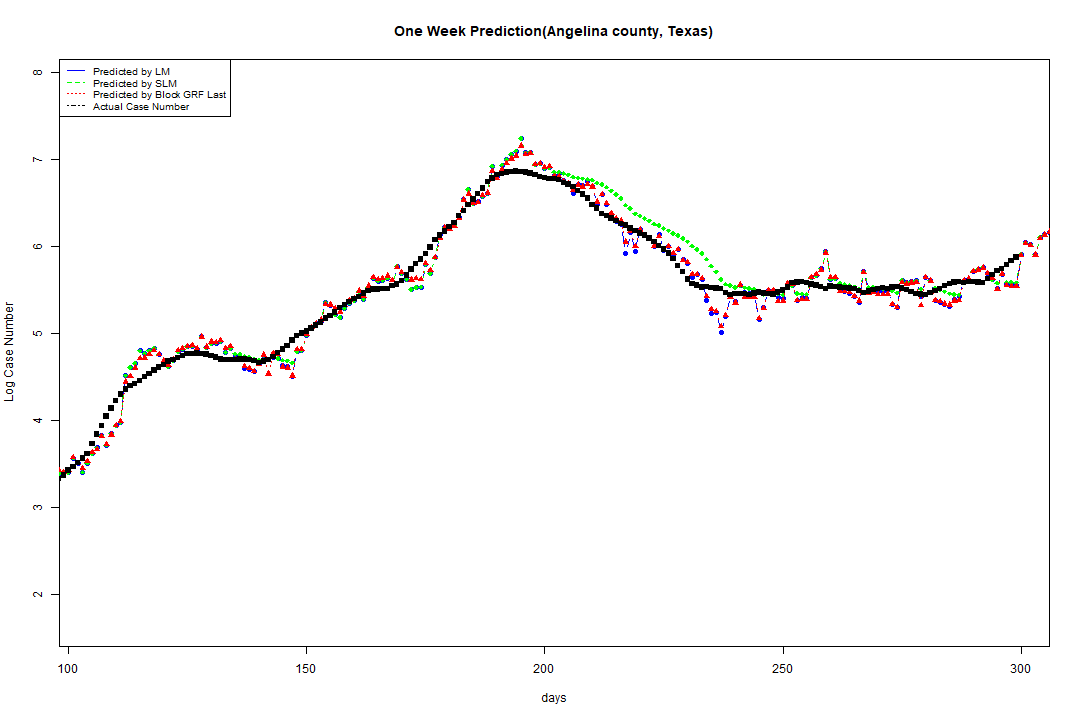 One Week Prediction(Angelina county, Texas)
Predicted by LM
Predicted by SLM
Predicted by Block GRF Last
Actual Case Number
8
7
6
5
4
3
2
Log Case Number
100 150 200 250 300
days